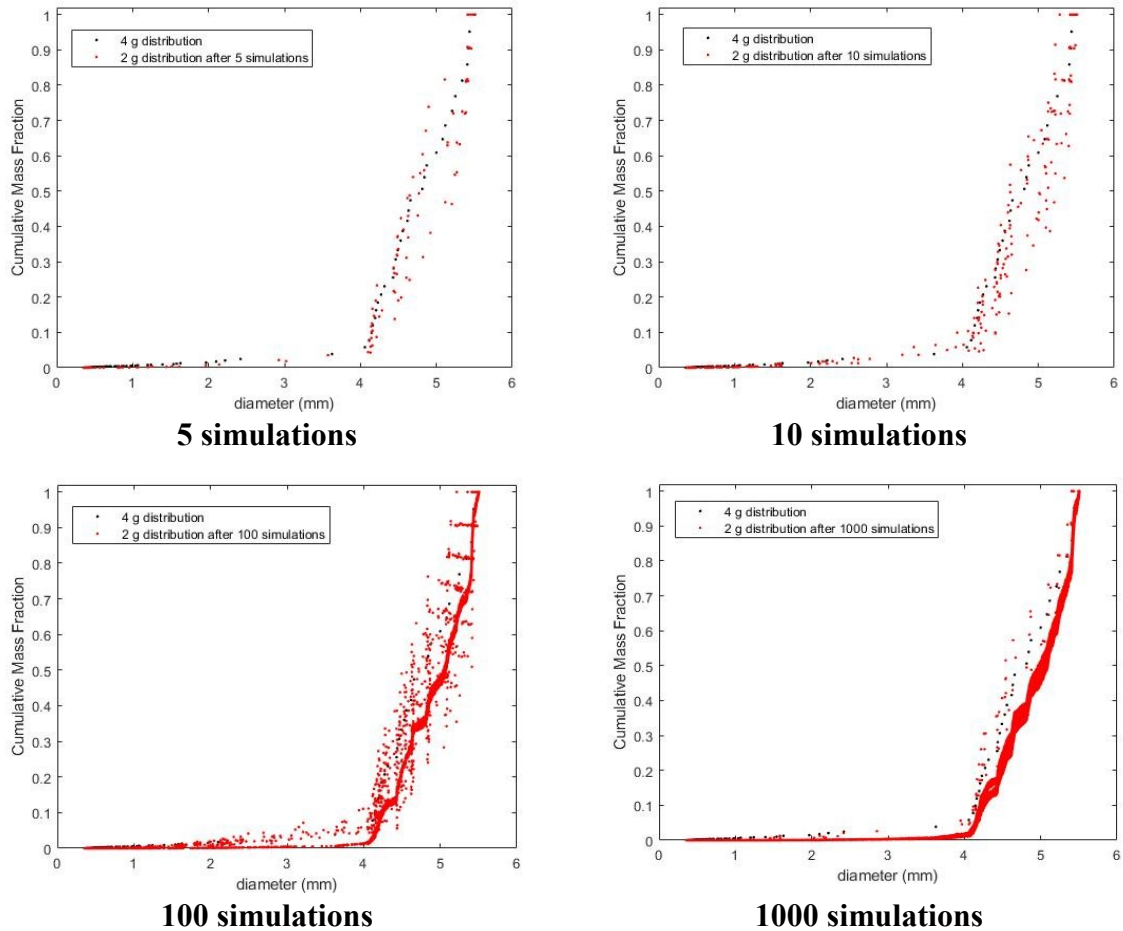 1
0.9
0.8
0.7
0.6
0.5
0.4
0.3
0.2
0.1
0
Cumulative Mass Fraction
4 g distribution
2 g distribution after 5 simulations
0 1 2 3 4 5 6
diameter (mm)
5 simulations
1
0.9
0.8
0.7
0.6
0.5
0.4
0.3
0.2
0.1
0
Cumulative Mass Fraction
4 g distribution
2 g distribution after 10 simulations
0 1 2 3 4 5 6
diameter (mm)
10 simulations
1
0.9
0.8
0.7
0.6
0.5
0.4
0.3
0.2
0.1
0
Cumulative Mass Fraction
4 g distribution
2 g distribution after 100 simulations
0 1 2 3 4 5 6
diameter (mm)
100 simulations
1
0.9
0.8
0.7
0.6
0.5
0.4
0.3
0.2
0.1
0
Cumulative Mass Fraction
4 g distribution
2 g distribution after 1000 simulations
0 1 2 3 4 5 6
diameter (mm)
1000 simulations